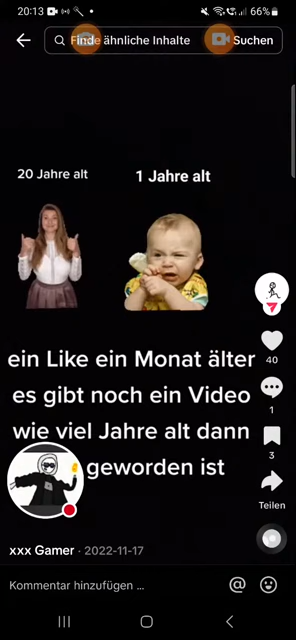 20:13
66%
Finde ähnliche Inhalte
Suchen
20 Jahre alt
1 Jahre alt
ein Like ein Monat älter
es gibt noch ein Video
wie viel Jahre alt dann
geworden ist
40
1
3
Teilen
xxx Gamer · 2022-11-17
Kommentar hinzufügen ...